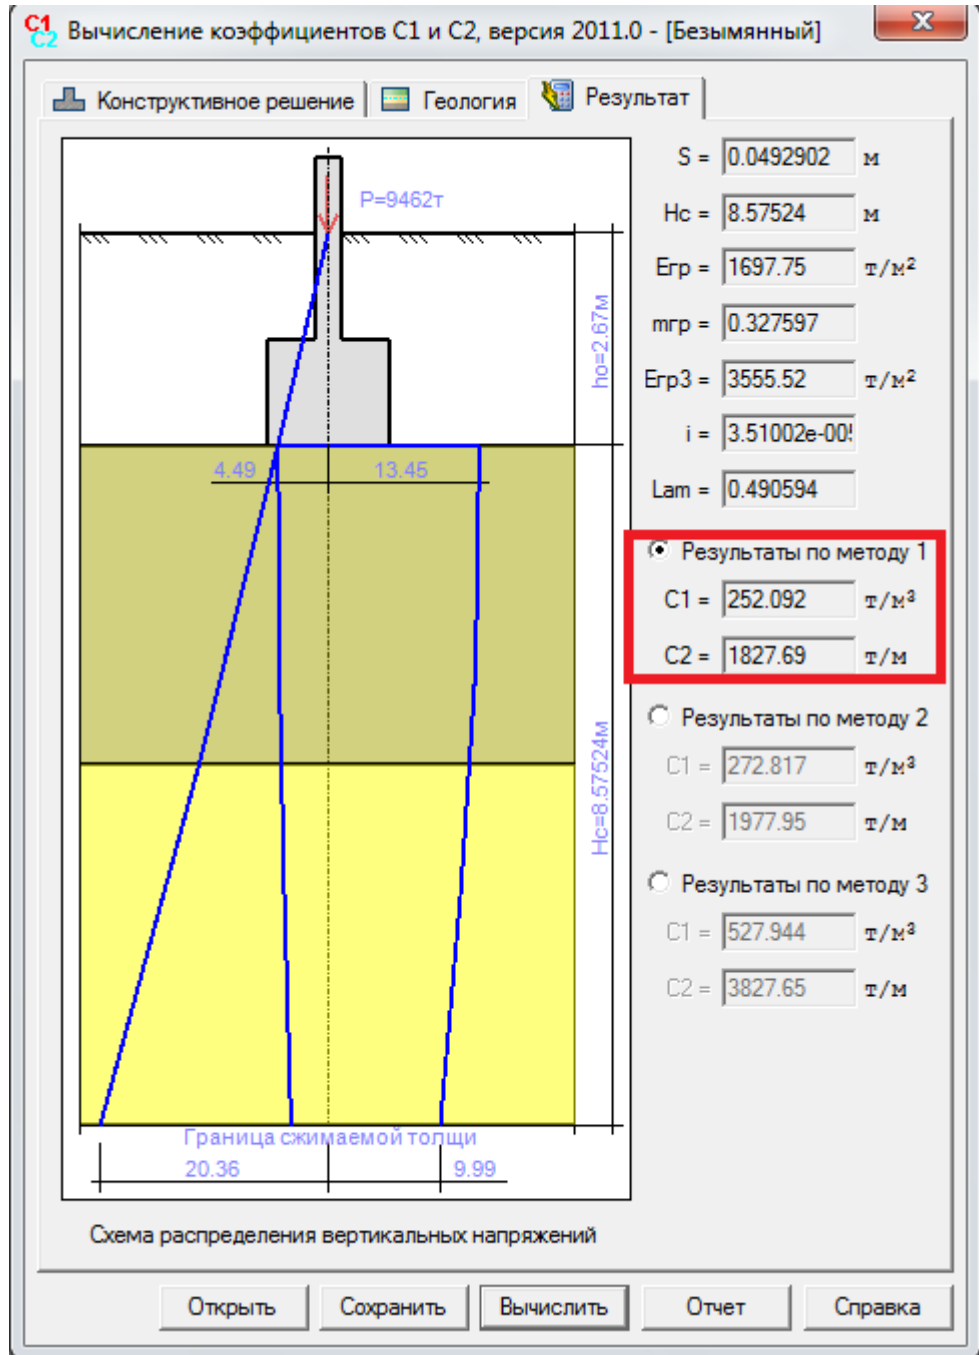 C1
C2
Вычисление коэффициентов C1 и C2, версия 2011.0 - [Безымянный]
Конструктивное решение
Геология
Результат
P=9462т
ho=2.67м
4.49
13.45
Hc=8.57524м
Граница сжимаемой толщи
20.36
9.99
Схема распределения вертикальных напряжений
S = 0.0492902 м
Hc = 8.57524 м
Eгр = 1697.75 т/м²
mгр = 0.327597
Eгр3 = 3555.52 т/м²
i = 3.51002e-005
Lam = 0.490594
Результаты по методу 1
C1 = 252.092 т/м³
C2 = 1827.69 т/м
Результаты по методу 2
C1 = 272.817 т/м³
C2 = 1977.95 т/м
Результаты по методу 3
C1 = 527.944 т/м³
C2 = 3827.65 т/м
Открыть
Сохранить
Вычислить
Отчет
Справка